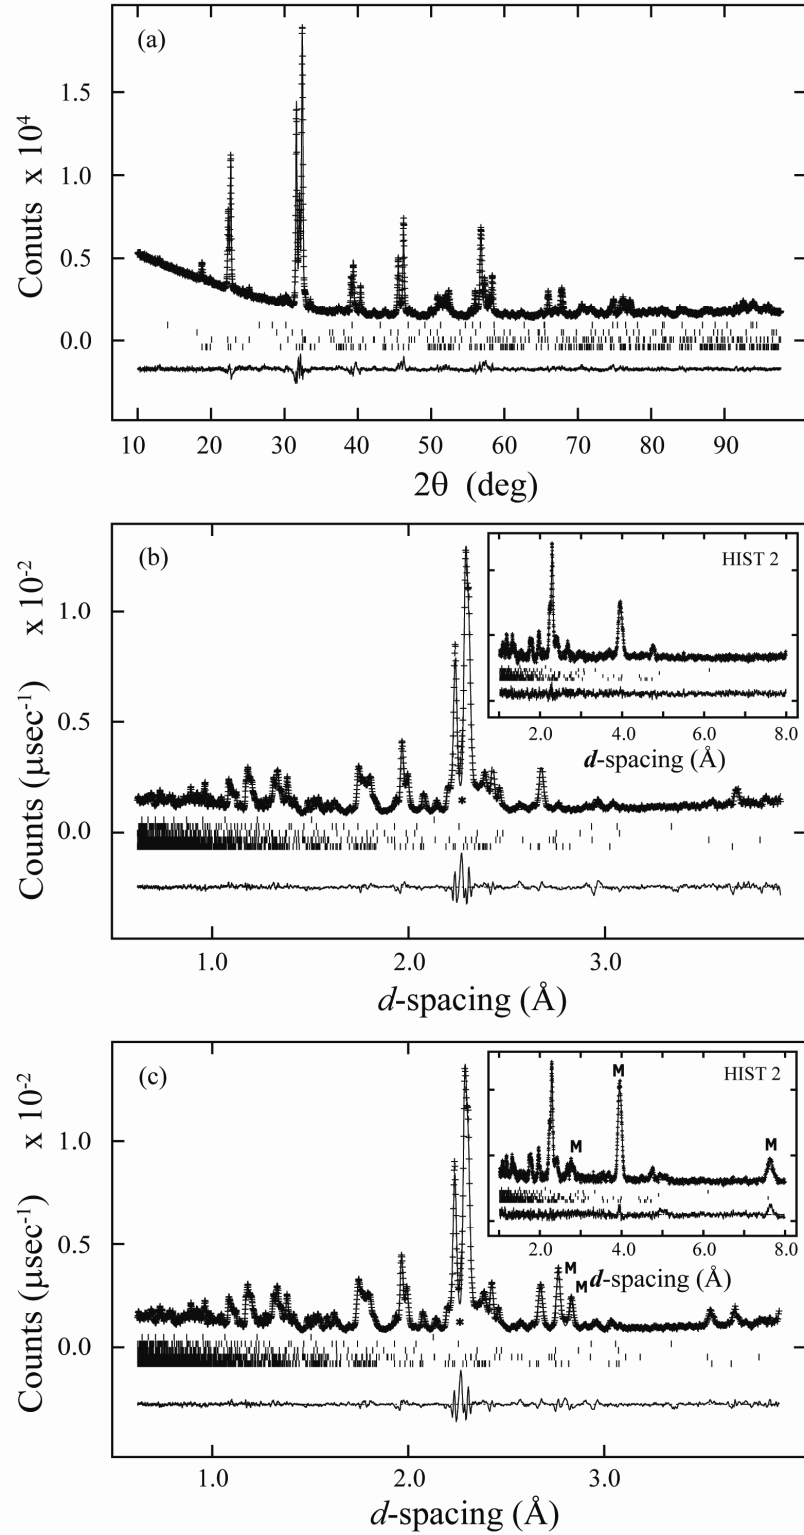 (a)
1.5
1.0
0.5
0.0
Conuts x 10⁴
10 20 30 40 50 60 70 80 90
2θ (deg)
(b)
HIST 2
1.0
0.5
0.0
Counts (μsec⁻¹) x 10⁻²
*
2.0 4.0 6.0 8.0
d-spacing (Å)
1.0 2.0 3.0
d-spacing (Å)
(c)
HIST 2
M
M
M
1.0
0.5
0.0
Counts (μsec⁻¹) x 10⁻²
2.0 4.0 6.0 8.0
d-spacing (Å)
M
M
*
1.0 2.0 3.0
d-spacing (Å)